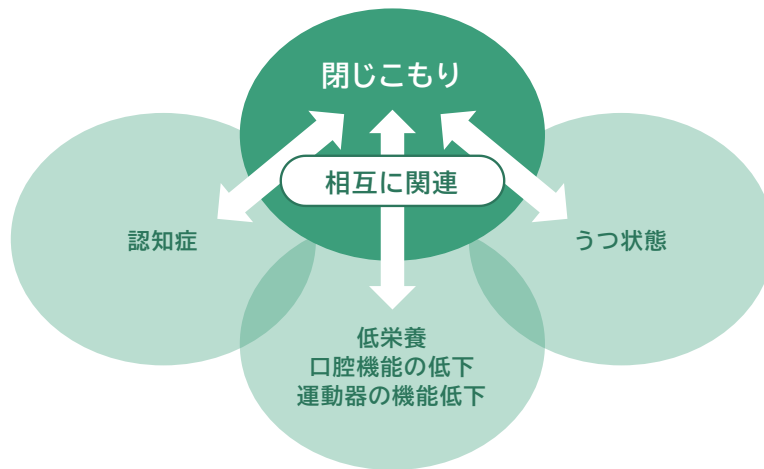 閉じこもり
相互に関連
認知症
うつ状態
低栄養
口腔機能の低下
運動器の機能低下